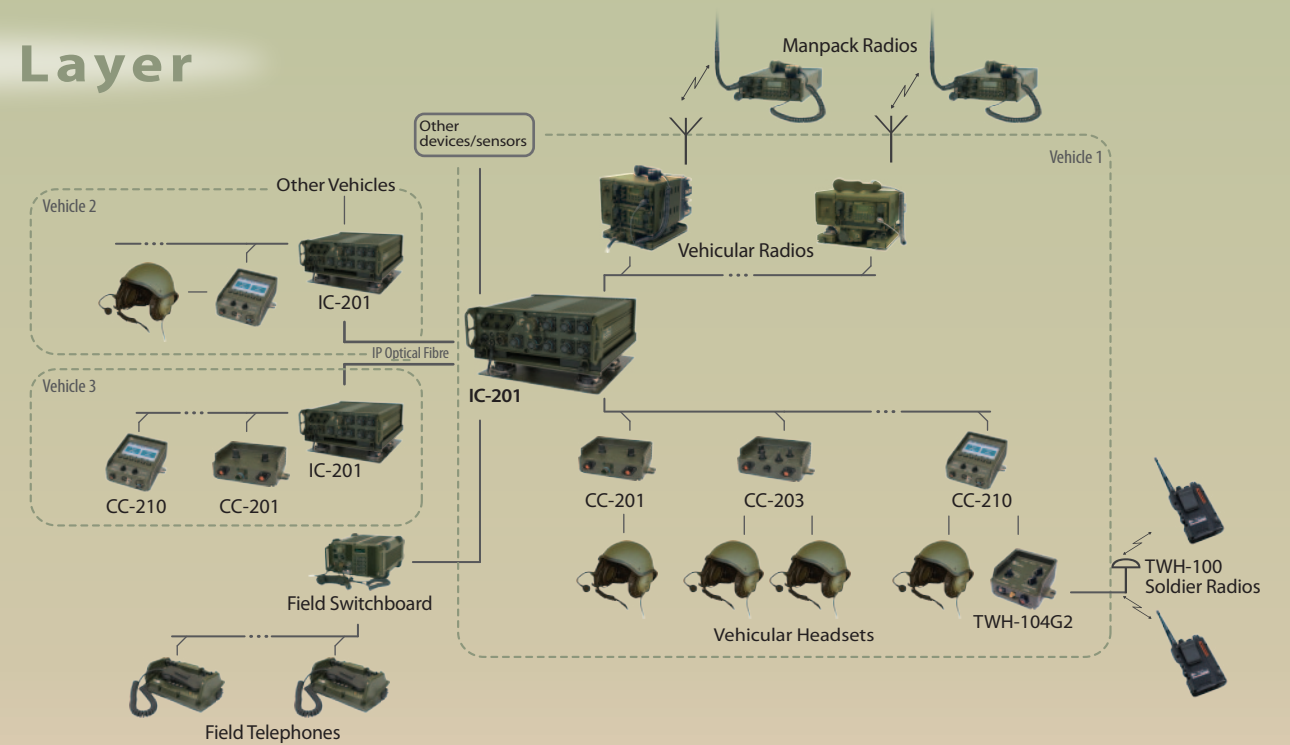 Layer
Manpack Radios
Other
devices/sensors
Vehicle 1
Other Vehicles
Vehicle 2
Vehicular Radios
IC-201
IP Optical Fibre
Vehicle 3
IC-201
IC-201
CC-210
CC-201
CC-201
CC-203
CC-210
TWH-100
Soldier Radios
Field Switchboard
TWH-104G2
Vehicular Headsets
Field Telephones